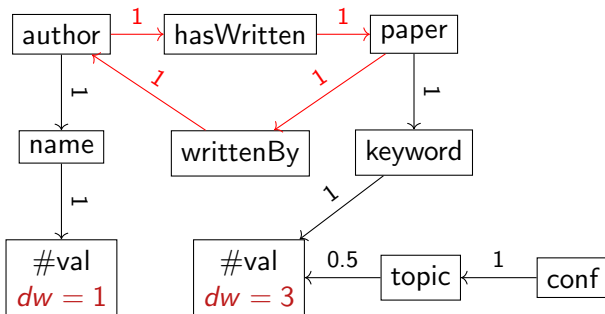 author 1 hasWritten 1 paper
1 1
1 1
name writtenBy keyword
1 1
#val #val 0.5 topic 1 conf
dw = 1 dw = 3